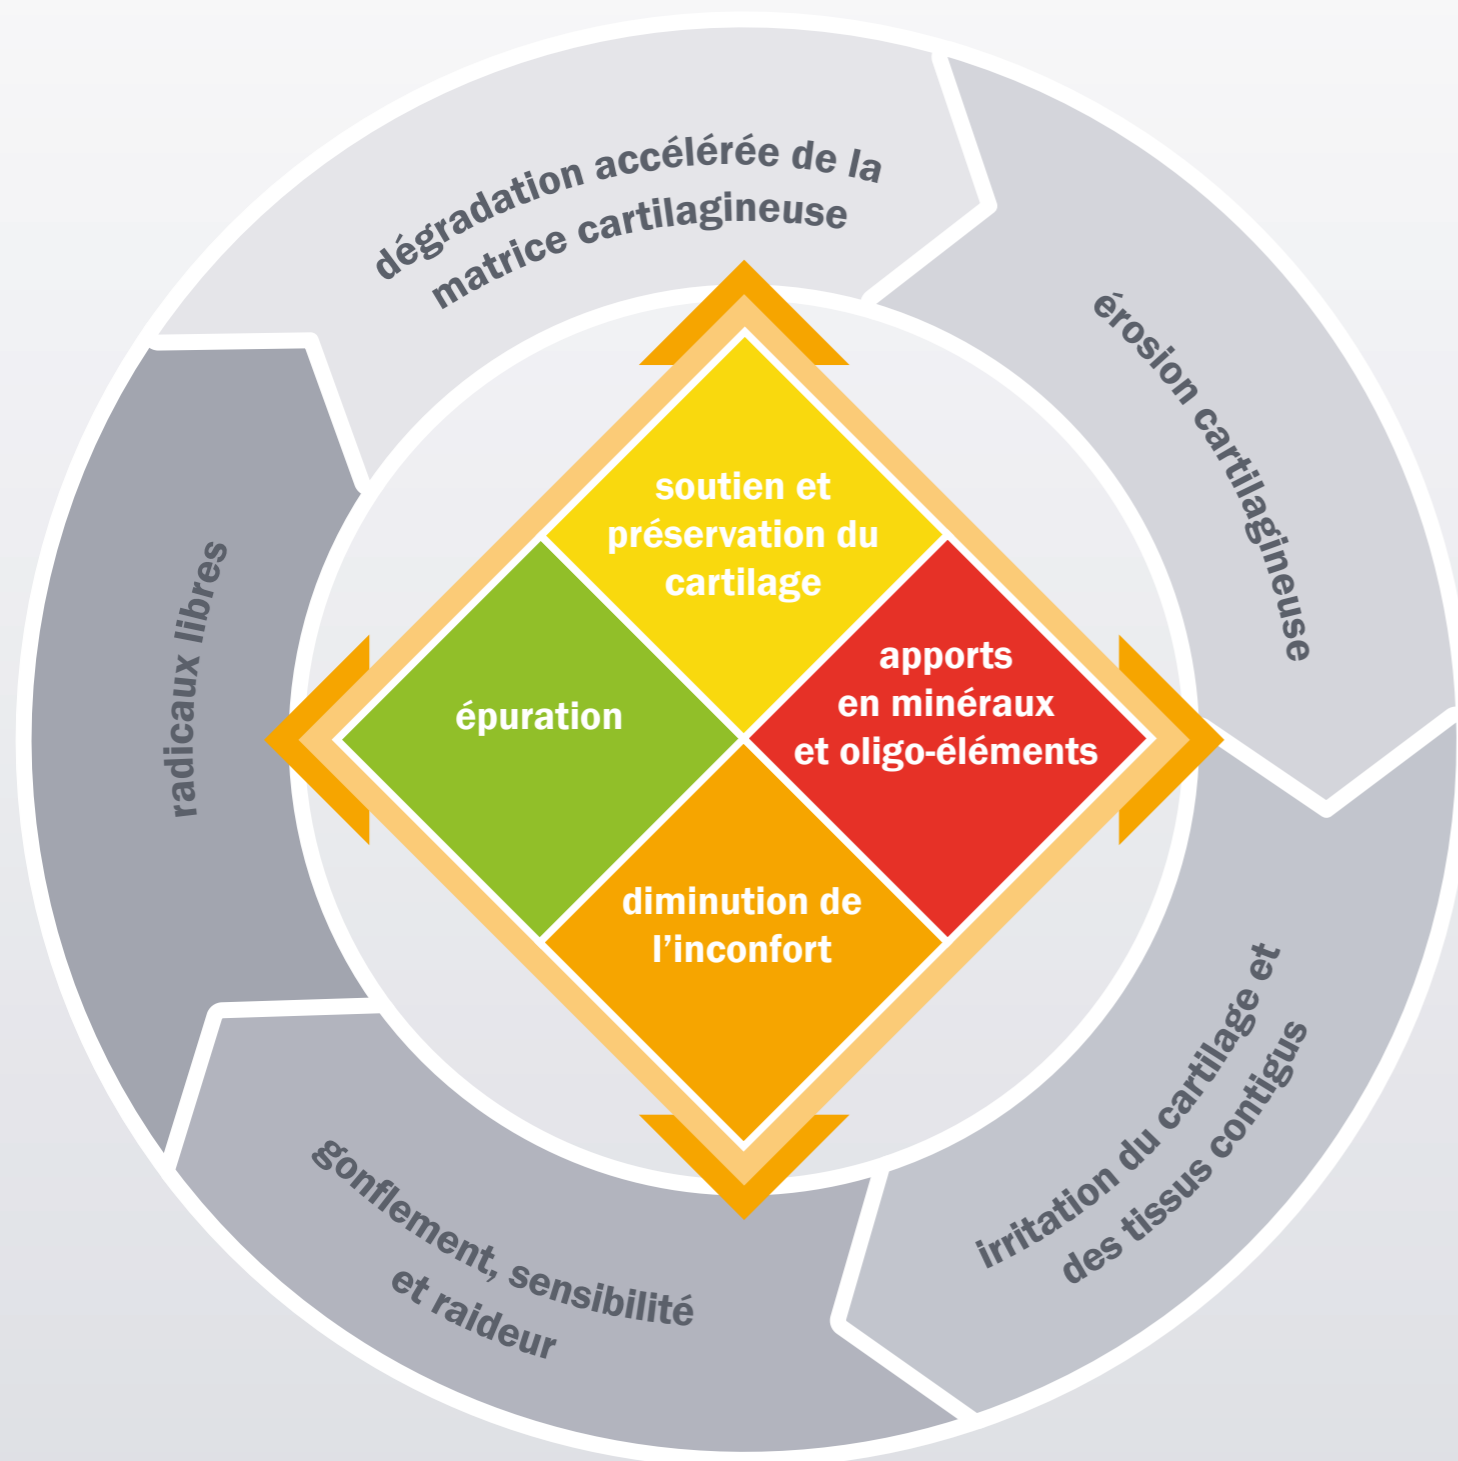 dégradation accélérée de la
matrice cartilagineuse
érosion cartilagineuse
irritation du cartilage et
des tissus contigus
gonflement, sensibilité
et raideur
radicaux libres
soutien et
préservation du
cartilage
apports
en minéraux
et oligo-éléments
diminution de
l’inconfort
épuration